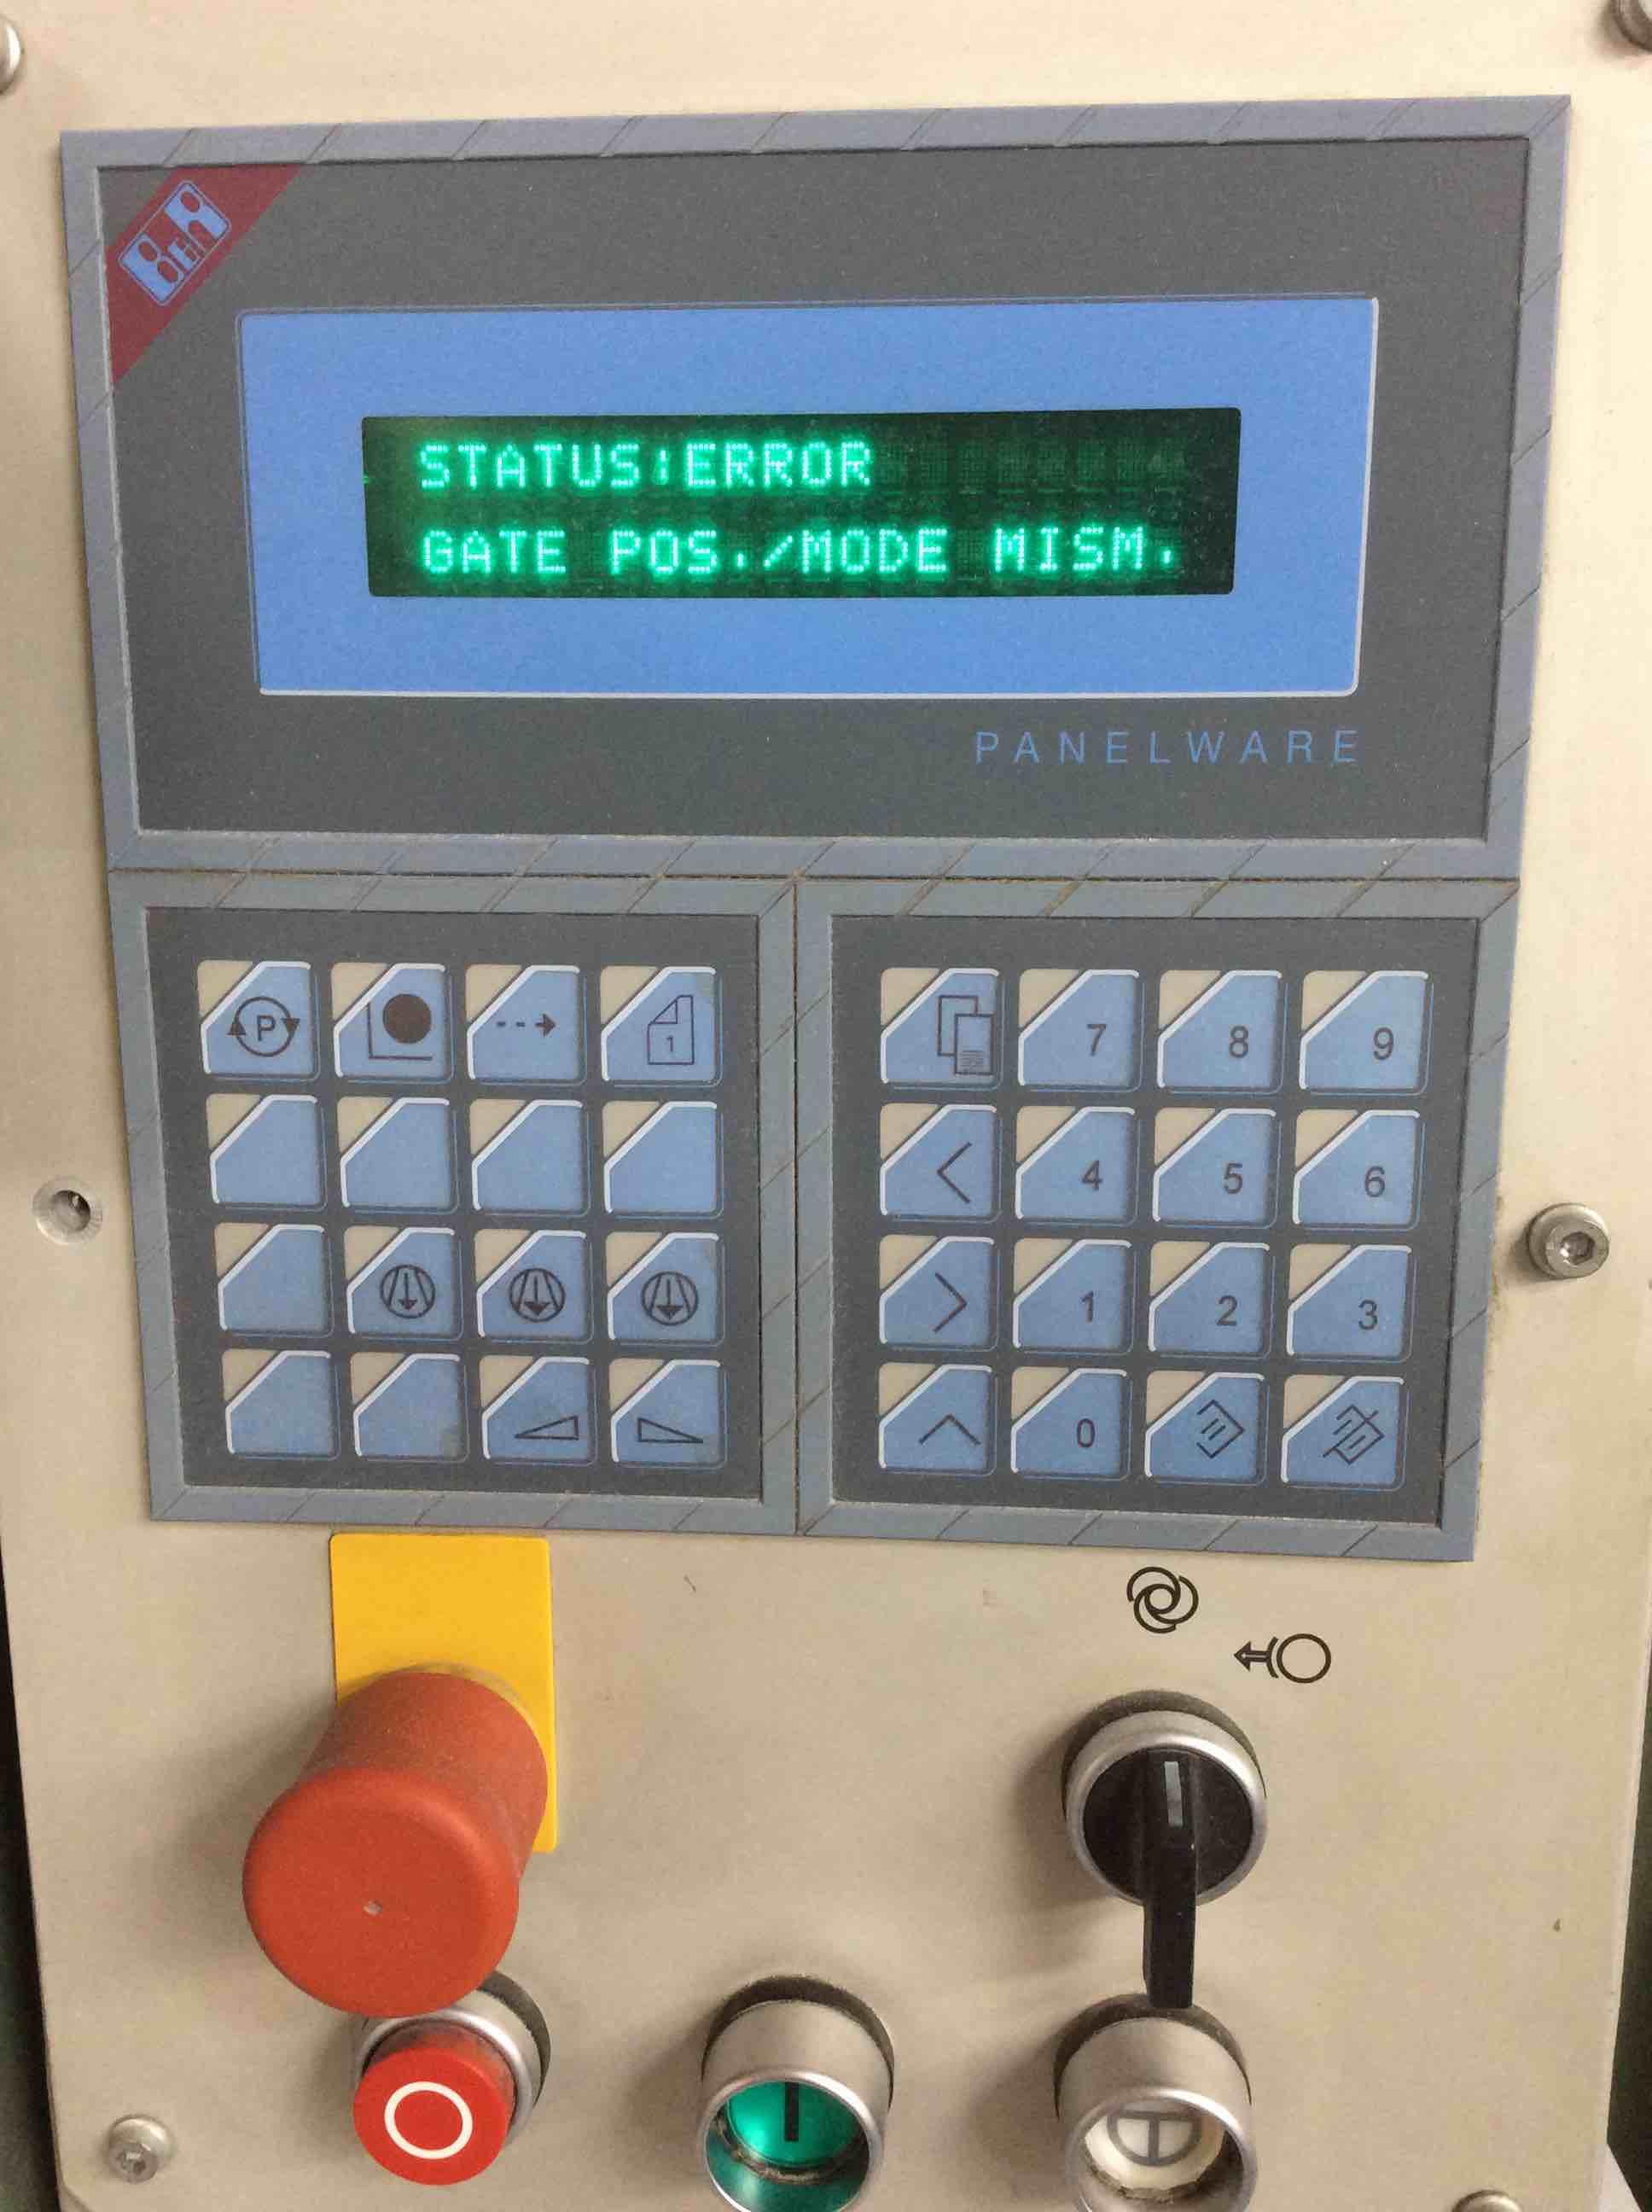 B&R
STATUS:ERROR
GATE POS./MODE MISM.
PANELWARE
P
1
7 8 9
4 5 6
1 2 3
0